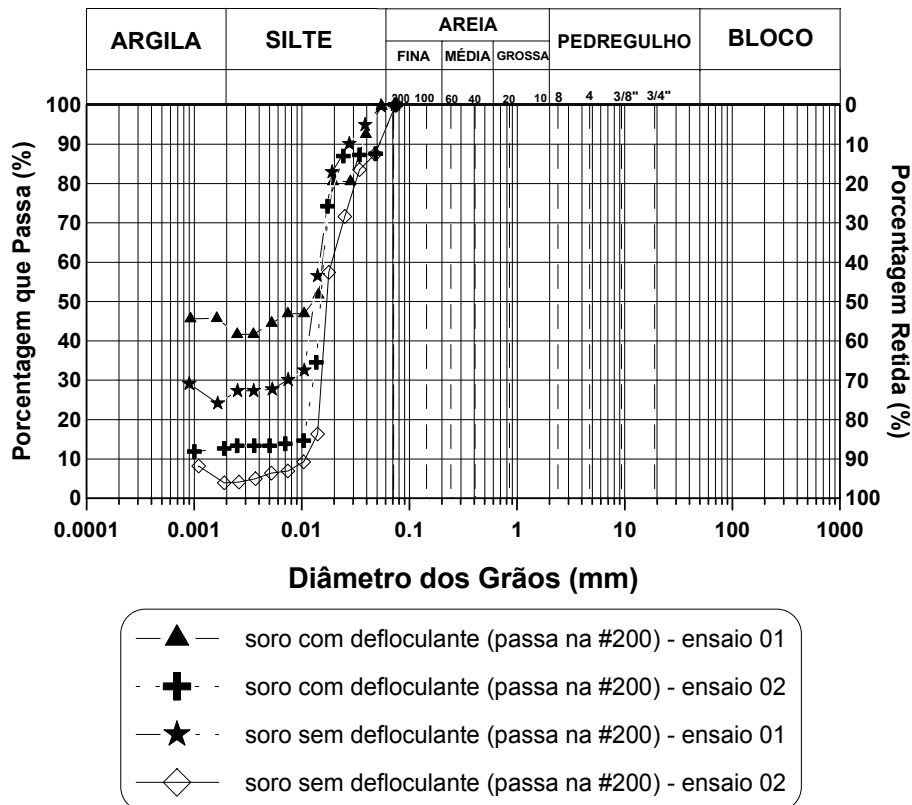 ARGILA SILTE AREIA PEDREGULHO BLOCO
FINA MÉDIA GROSSA
200 100 60 40 20 10 8 4 3/8" 3/4"
Porcentagem que Passa (%)
100
90
80
70
60
50
40
30
20
10
0
0
10
20
30
40
50
60
70
80
90
100
Porcentagem Retida (%)
0.0001 0.001 0.01 0.1 1 10 100 1000
Diâmetro dos Grãos (mm)
soro com defloculante (passa na #200) - ensaio 01
soro com defloculante (passa na #200) - ensaio 02
soro sem defloculante (passa na #200) - ensaio 01
soro sem defloculante (passa na #200) - ensaio 02